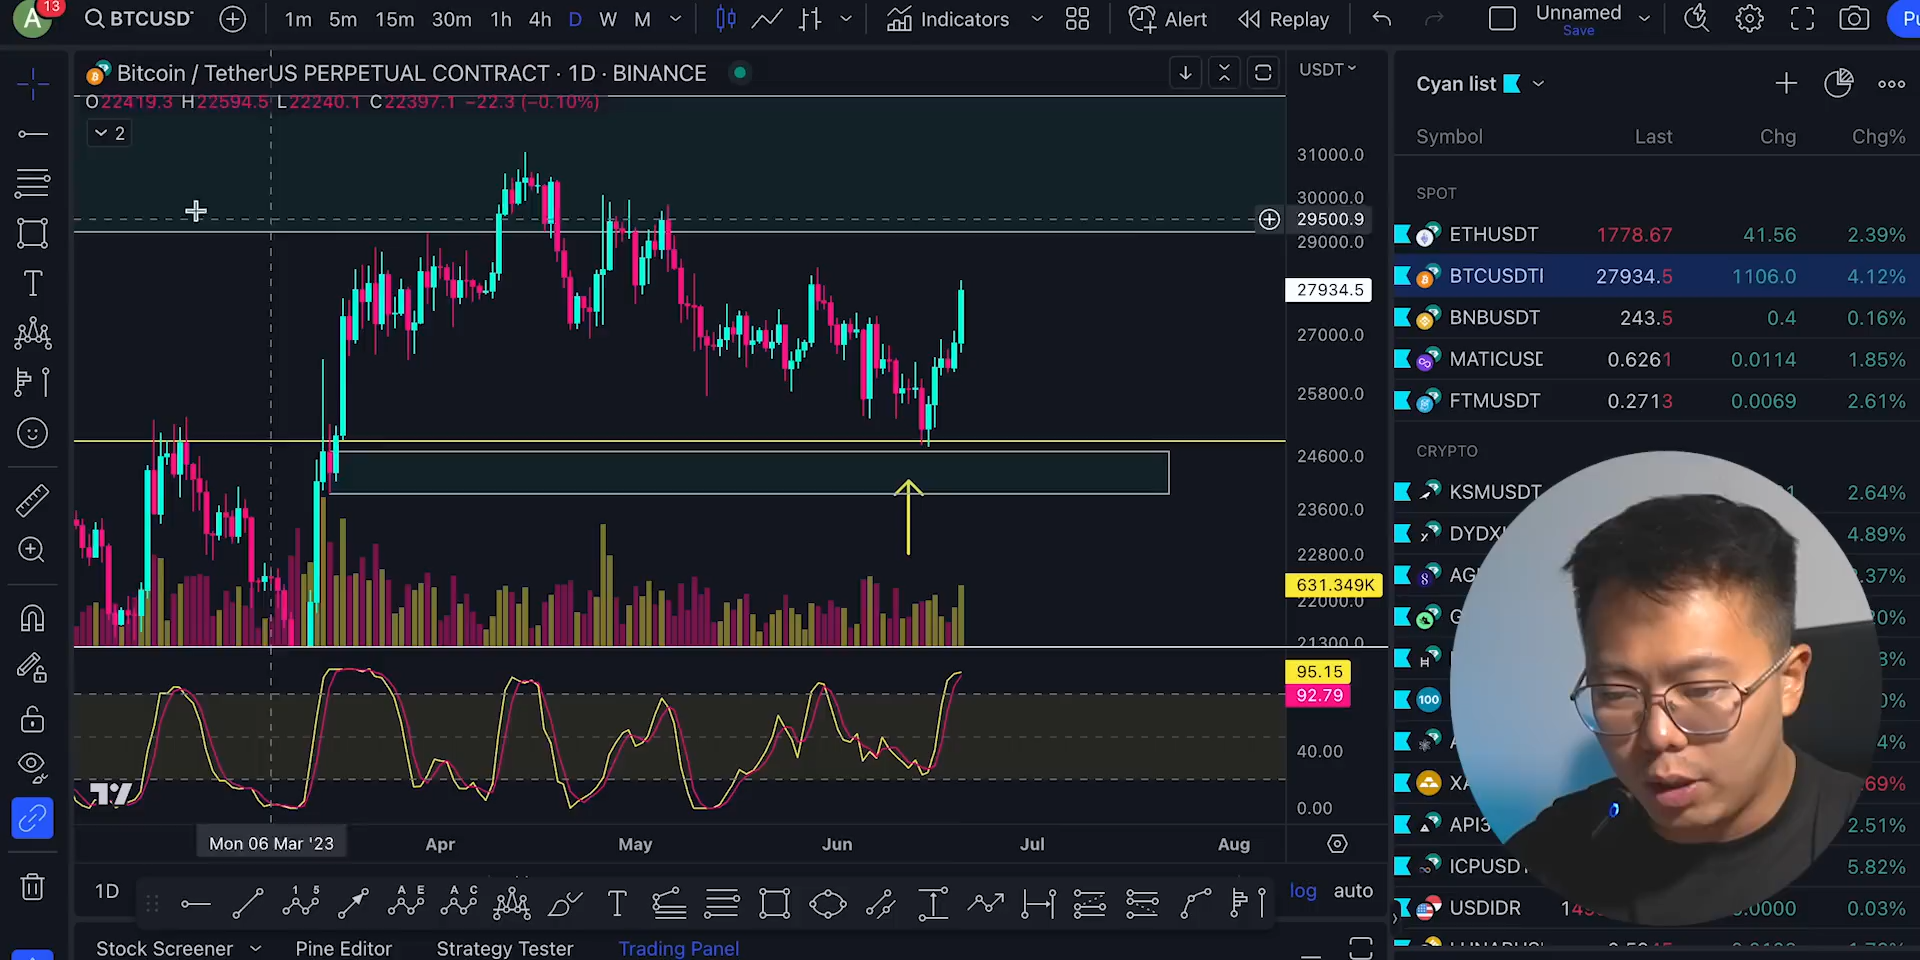 A
13
BTCUSD
1m 5m 15m 30m 1h 4h D W M
Indicators
Alert
Replay
Unnamed
Save
Bitcoin / TetherUS PERPETUAL CONTRACT · 1D · BINANCE
O22419.3 H22594.5 L22240.1 C22397.1 −22.3 (−0.10%)
2
USDT
31000.0
30000.0
29500.9
29000.0
27934.5
27000.0
25800.0
24600.0
23600.0
22800.0
631.349K
22000.0
21300.0
95.15
92.79
40.00
0.00
Mon 06 Mar '23
Apr
May
Jun
Jul
Aug
1D
log
auto
Stock Screener
Pine Editor
Strategy Tester
Trading Panel
Cyan list
Symbol Last Chg Chg%
SPOT
ETHUSDT 1778.67 41.56 2.39%
BTCUSDT 27934.5 1106.0 4.12%
BNBUSDT 243.5 0.4 0.16%
MATICUSD 0.6261 0.0114 1.85%
FTMUSDT 0.2713 0.0069 2.61%
CRYPTO
KSMUSDT 2.64%
DYDX 4.89%
100
API3 2.51%
ICPUSDT 5.82%
USDIDR 0.03%